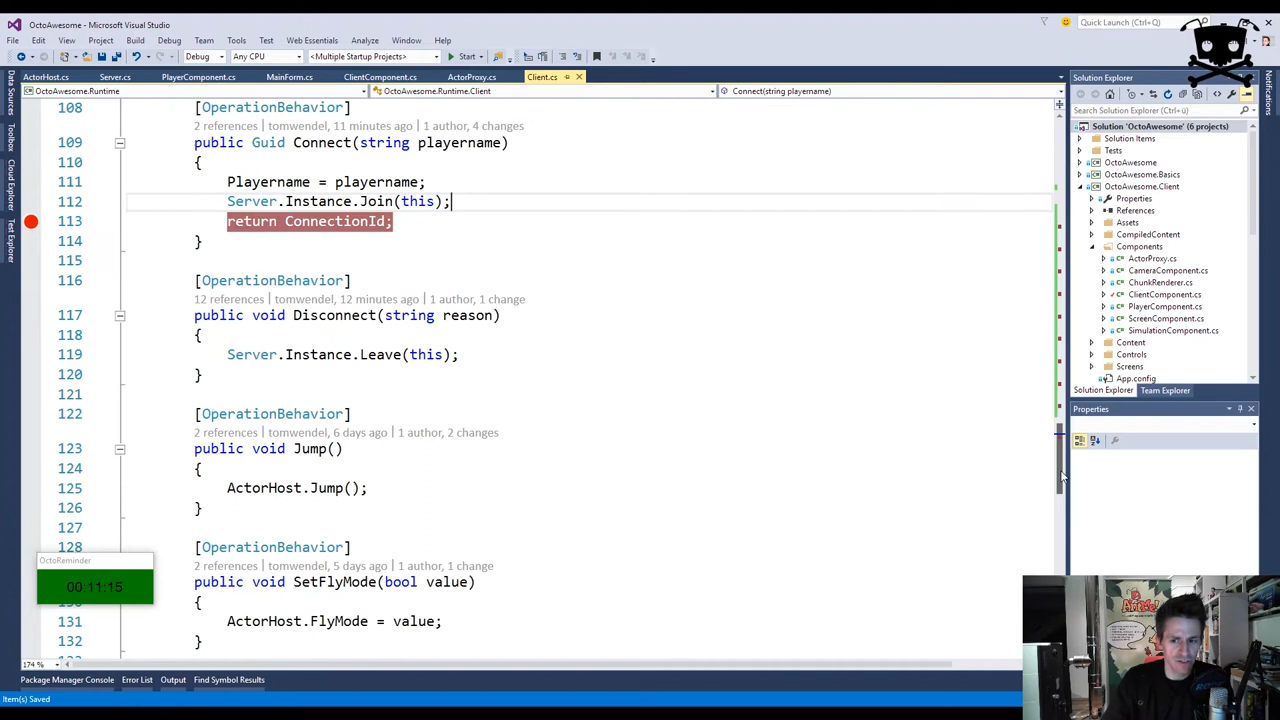 OctoAwesome - Microsoft Visual Studio
Quick Launch (Ctrl+Q)
File Edit View Project Build Debug Team Tools Test Web Essentials Analyze Window Help
Debug Any CPU <Multiple Startup Projects> Start
ActorHost.cs Server.cs PlayerComponent.cs MainForm.cs ClientComponent.cs ActorProxy.cs Client.cs
OctoAwesome.Runtime OctoAwesome.Runtime.Client Connect(string playername)
Data Sources
Toolbox
Cloud Explorer
Test Explorer
108 [OperationBehavior]
2 references | tomwendel, 11 minutes ago | 1 author, 4 changes
109 public Guid Connect(string playername)
110 {
111 Playername = playername;
112 Server.Instance.Join(this);
113 return ConnectionId;
114 }
115
116 [OperationBehavior]
12 references | tomwendel, 12 minutes ago | 1 author, 1 change
117 public void Disconnect(string reason)
118 {
119 Server.Instance.Leave(this);
120 }
121
122 [OperationBehavior]
2 references | tomwendel, 6 days ago | 1 author, 2 changes
123 public void Jump()
124 {
125 ActorHost.Jump();
126 }
127
128 [OperationBehavior]
2 references | tomwendel, 5 days ago | 1 author, 1 change
public void SetFlyMode(bool value)
{
131 ActorHost.FlyMode = value;
132 }
OctoReminder
00:11:15
174 %
Solution Explorer
Search Solution Explorer (Ctrl+ü)
Solution 'OctoAwesome' (6 projects)
Solution Items
Tests
OctoAwesome
OctoAwesome.Basics
OctoAwesome.Client
Properties
References
Assets
CompiledContent
Components
ActorProxy.cs
CameraComponent.cs
ChunkRenderer.cs
ClientComponent.cs
PlayerComponent.cs
ScreenComponent.cs
SimulationComponent.cs
Content
Controls
Screens
App.config
Solution Explorer Team Explorer
Properties
Notifications
Package Manager Console Error List Output Find Symbol Results
Item(s) Saved